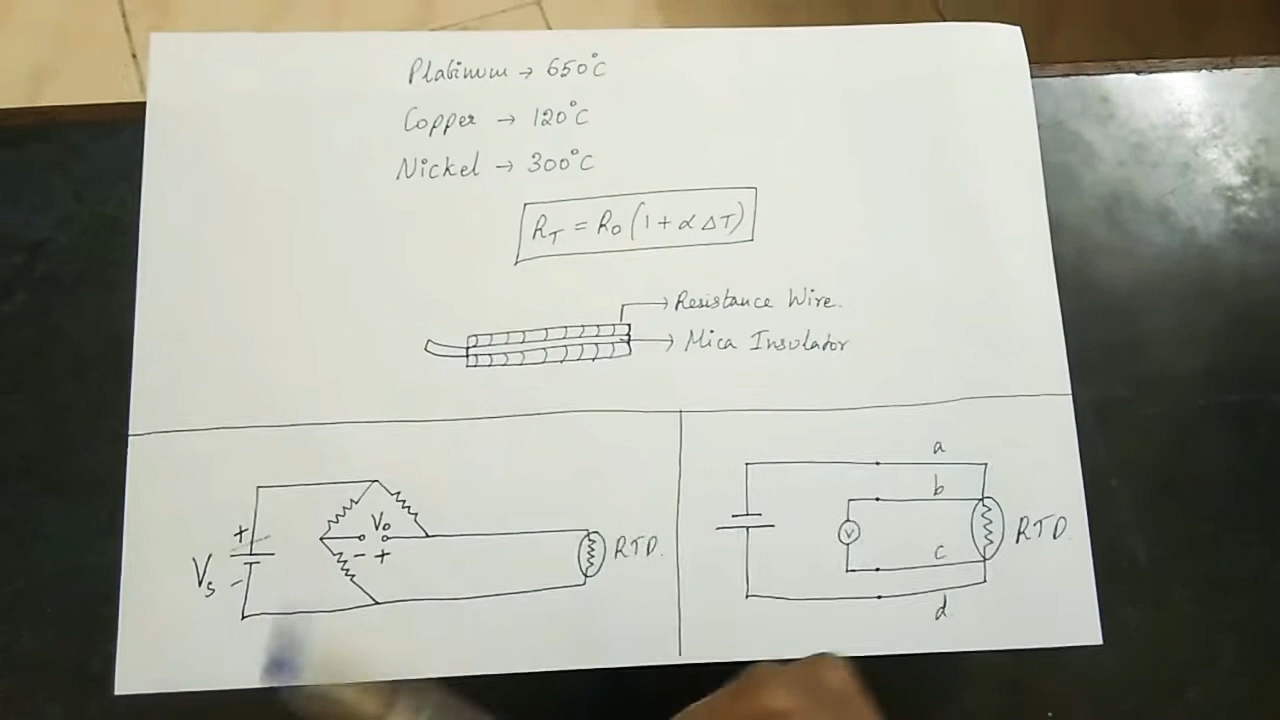 Platinum → 650°C
Copper → 120°C
Nickel → 300°C
R_T = R_0 (1 + α ΔT)
→ Resistance Wire.
→ Mica Insulator
a
b
c
d
V
RTD.
+
V_s
-
V_o
- +
RTD.